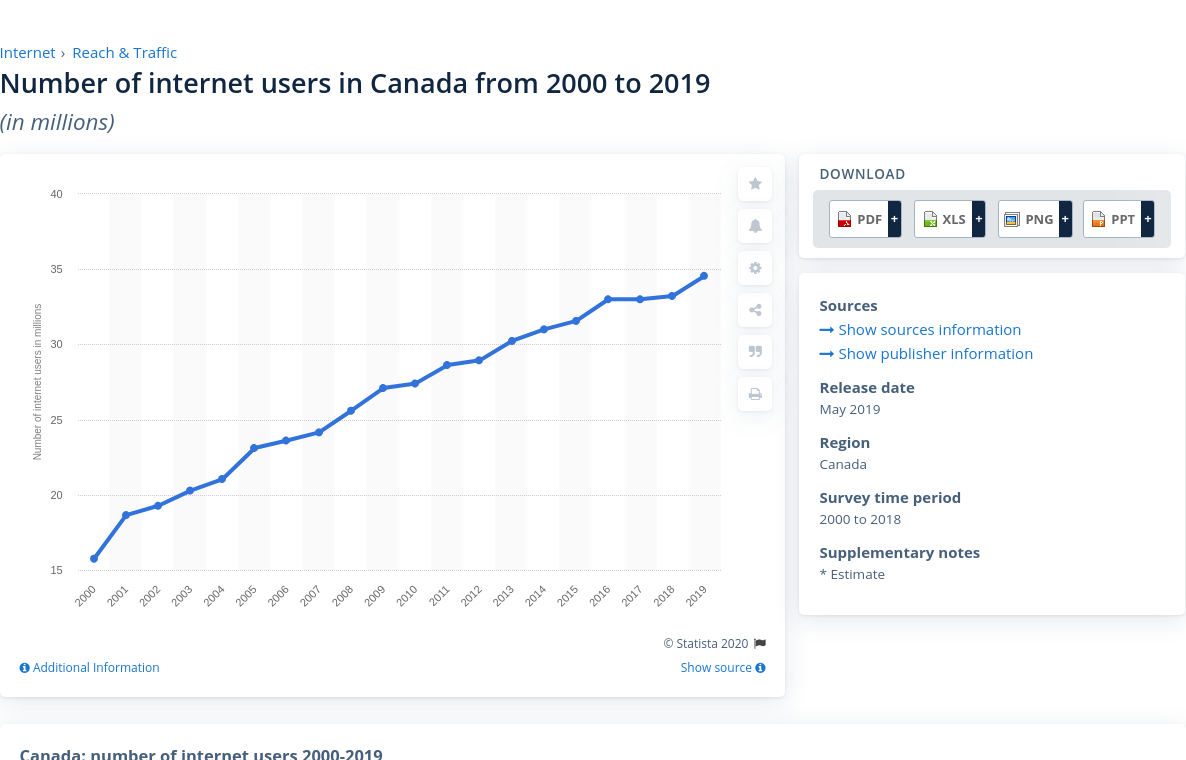 Internet › Reach & Traffic
Number of internet users in Canada from 2000 to 2019
(in millions)
Number of internet users in millions
40
35
30
25
20
15
2000 2001 2002 2003 2004 2005 2006 2007 2008 2009 2010 2011 2012 2013 2014 2015 2016 2017 2018 2019
© Statista 2020
Additional Information
Show source
DOWNLOAD
PDF + XLS + PNG + PPT +
Sources
Show sources information
Show publisher information
Release date
May 2019
Region
Canada
Survey time period
2000 to 2018
Supplementary notes
* Estimate
Canada: number of internet users 2000-2019